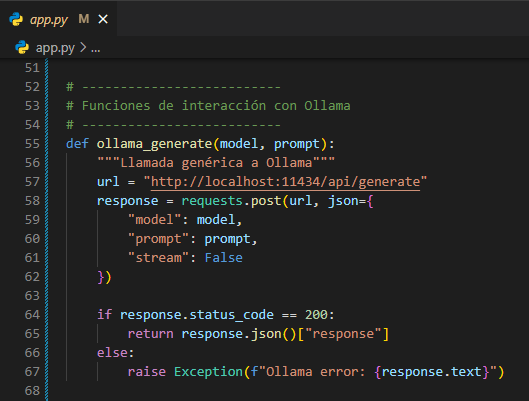 app.py M X
app.py > ...
51
52 # --------------------------
53 # Funciones de interacción con Ollama
54 # --------------------------
55 def ollama_generate(model, prompt):
56     """Llamada genérica a Ollama"""
57     url = "http://localhost:11434/api/generate"
58     response = requests.post(url, json={
59         "model": model,
60         "prompt": prompt,
61         "stream": False
62     })
63
64     if response.status_code == 200:
65         return response.json()["response"]
66     else:
67         raise Exception(f"Ollama error: {response.text}")
68